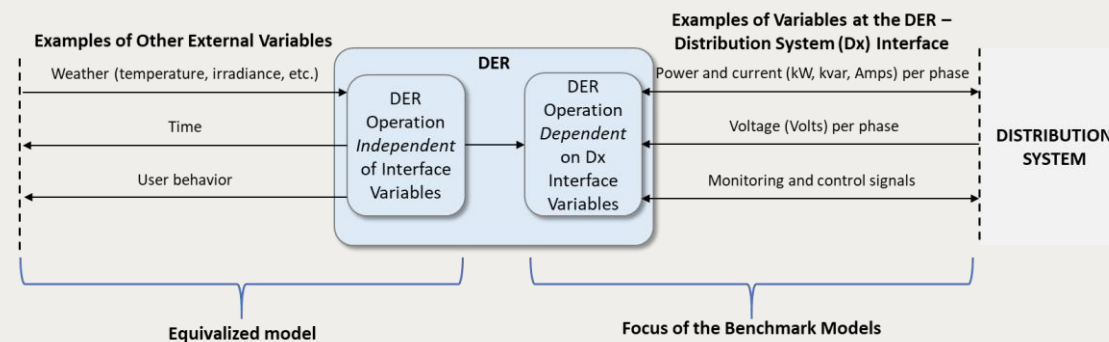 Examples of Other External Variables
Weather (temperature, irradiance, etc.)
Time
User behavior
DER
DER
Operation
Independent
of Interface
Variables
DER
Operation
Dependent
on Dx
Interface
Variables
Examples of Variables at the DER –
Distribution System (Dx) Interface
Power and current (kW, kvar, Amps) per phase
Voltage (Volts) per phase
Monitoring and control signals
DISTRIBUTION
SYSTEM
Equivalized model
Focus of the Benchmark Models